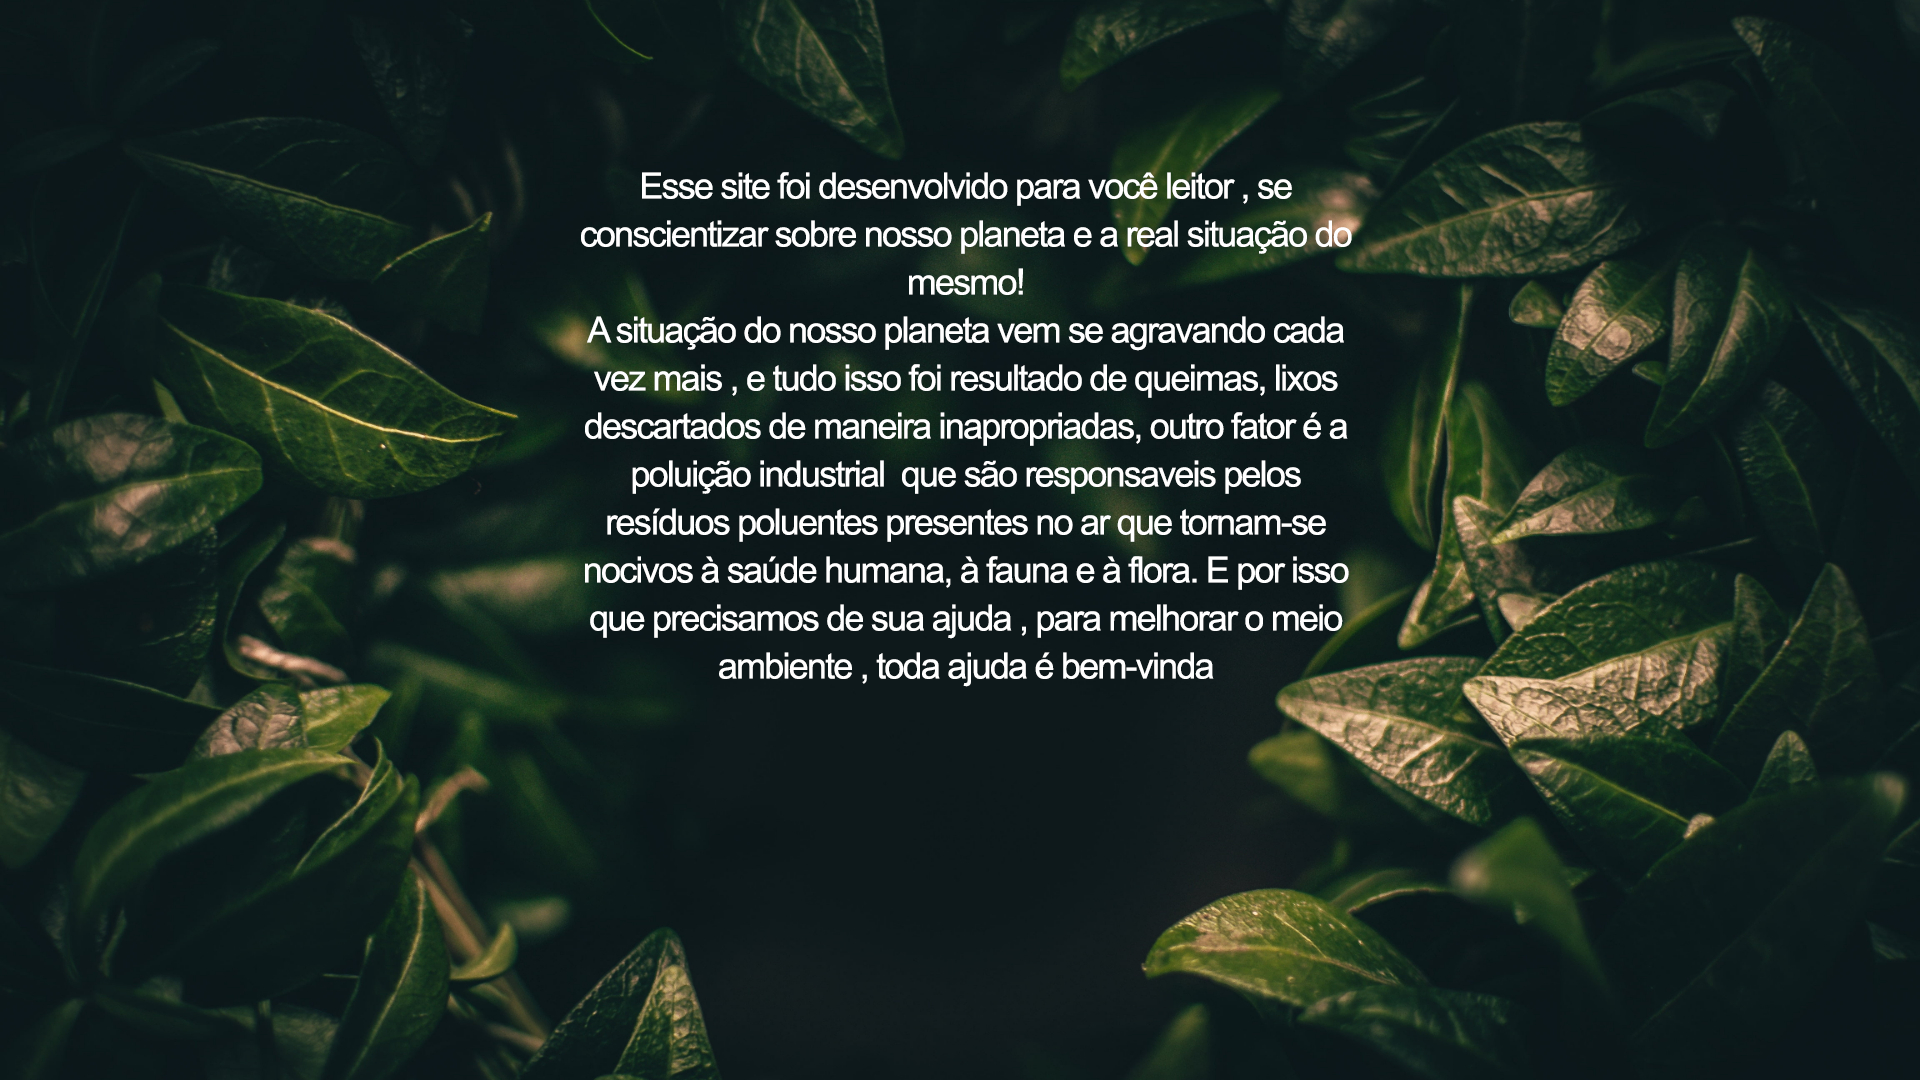 Esse site foi desenvolvido para você leitor , se
conscientizar sobre nosso planeta e a real situação do
mesmo!
A situação do nosso planeta vem se agravando cada
vez mais , e tudo isso foi resultado de queimas, lixos
descartados de maneira inapropriadas, outro fator é a
poluição industrial  que são responsaveis pelos
resíduos poluentes presentes no ar que tornam-se
nocivos à saúde humana, à fauna e à flora. E por isso
que precisamos de sua ajuda , para melhorar o meio
ambiente , toda ajuda é bem-vinda